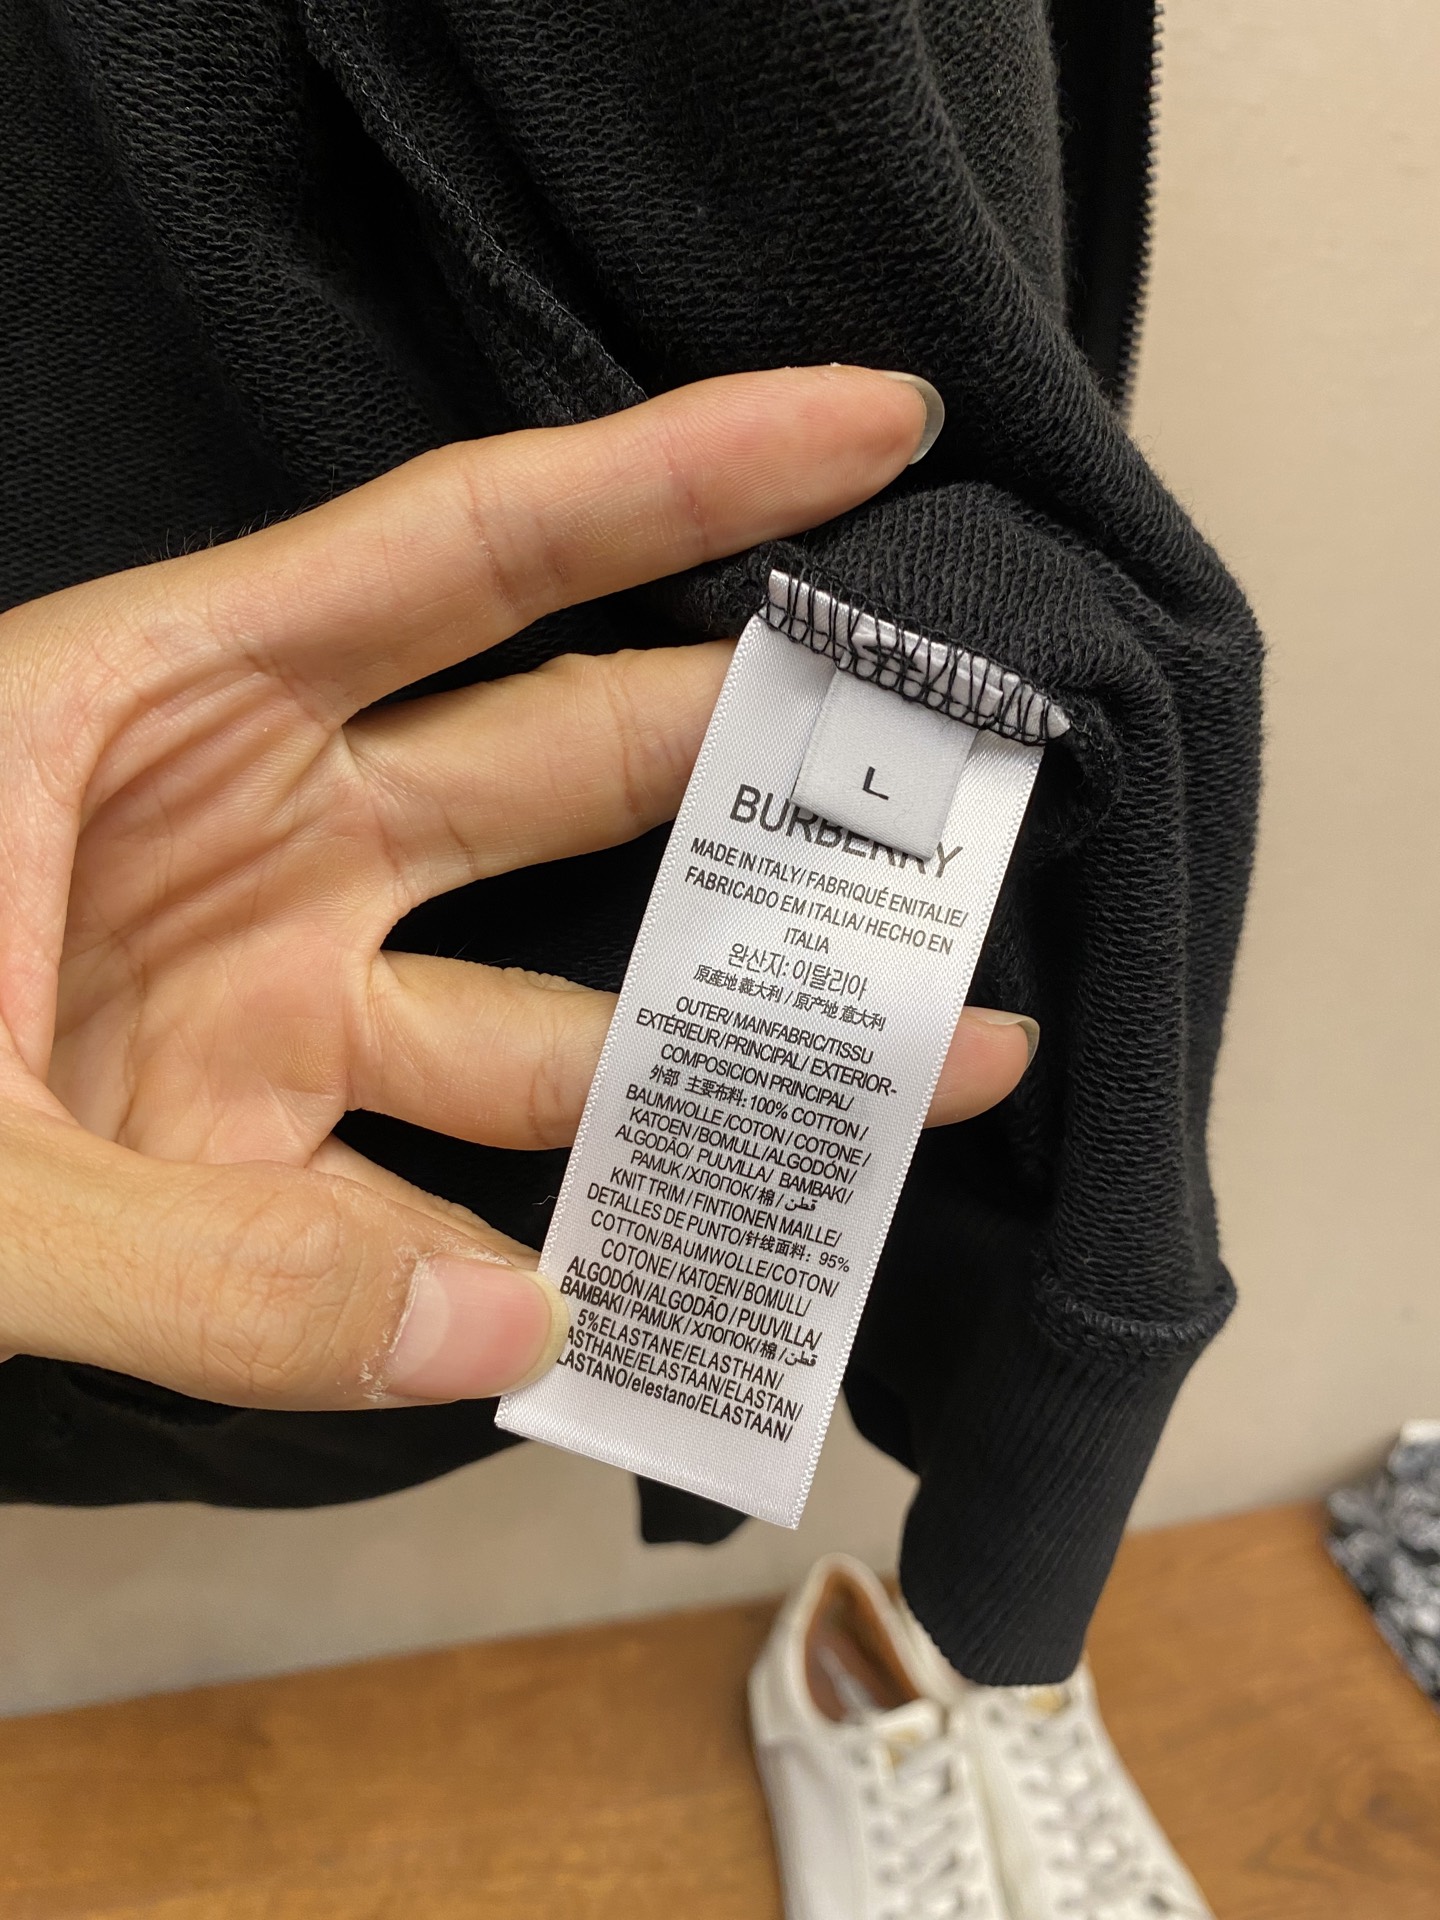 L
BURBERRY
MADE IN ITALY/ FABRIQUÉ ENITALIE/
FABRICADO EM ITALIA/ HECHO EN
ITALIA
완산지: 이탈리아
原產地 義大利 / 原产地 意大利
OUTER/ MAINFABRIC/TISSU
EXTÉRIEUR/PRINCIPAL/ EXTERIOR-
COMPOSICION PRINCIPAL/
外部 主要布料: 100% COTTON /
BAUMWOLLE/COTON / COTONE /
KATOEN / BOMULL/ALGODÓN/
ALGODÃO/ PUUVILLA/ BAMBAKI/
PAMUK/ХЛОПОК/棉 / قطن/
KNIT TRIM / FINTIONEN MAILLE/
DETALLES DE PUNTO/针线面料: 95%
COTTON/BAUMWOLLE/COTON/
COTONE/ KATOEN/ BOMULL/
ALGODÓN /ALGODÃO / PUUVILLA/
BAMBAKI / PAMUK / ХЛОПОК/棉 / قطن/
5%ELASTANE/ELASTHAN/
ASTHANE/ELASTAAN/ELASTAN/
LASTANO/elestano/ELASTAAN/